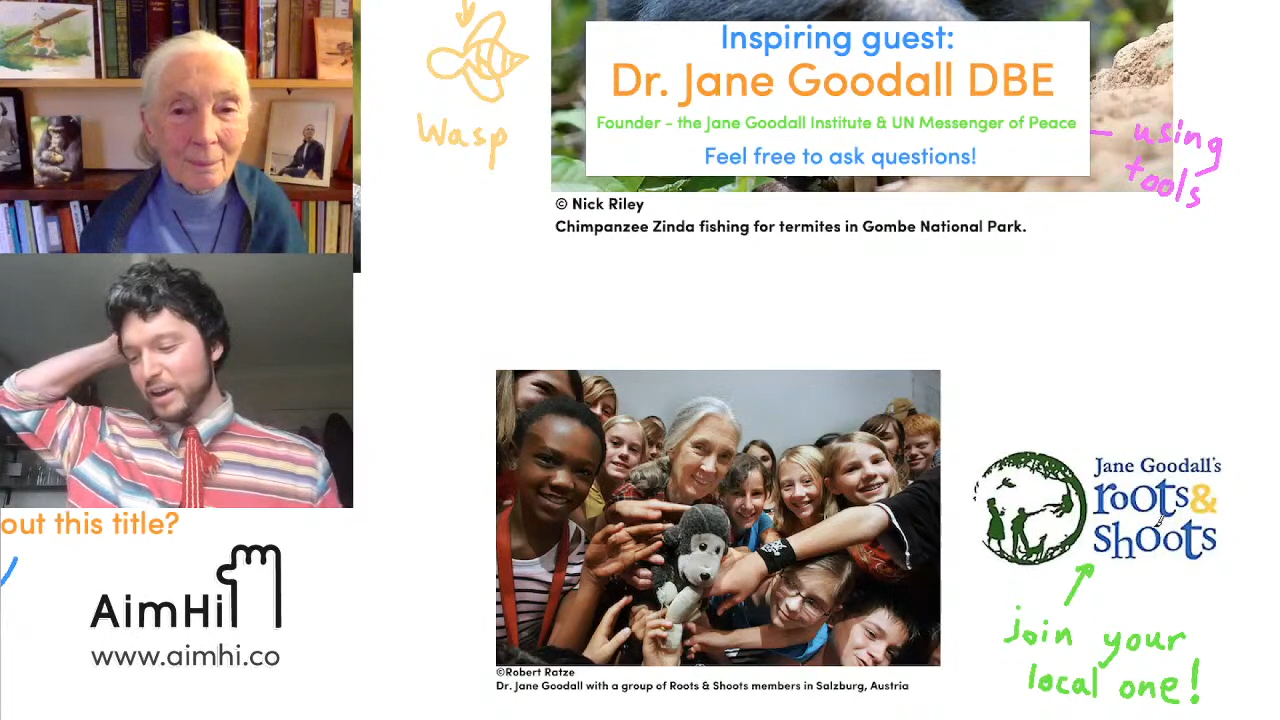 Wasp
Inspiring guest:
Dr. Jane Goodall DBE
Founder - the Jane Goodall Institute & UN Messenger of Peace
Feel free to ask questions!
using
tools
© Nick Riley
Chimpanzee Zinda fishing for termites in Gombe National Park.
out this title?
AimHi
www.aimhi.co
©Robert Ratze
Dr. Jane Goodall with a group of Roots & Shoots members in Salzburg, Austria
Jane Goodall's
roots&
shoots
join your
local one!